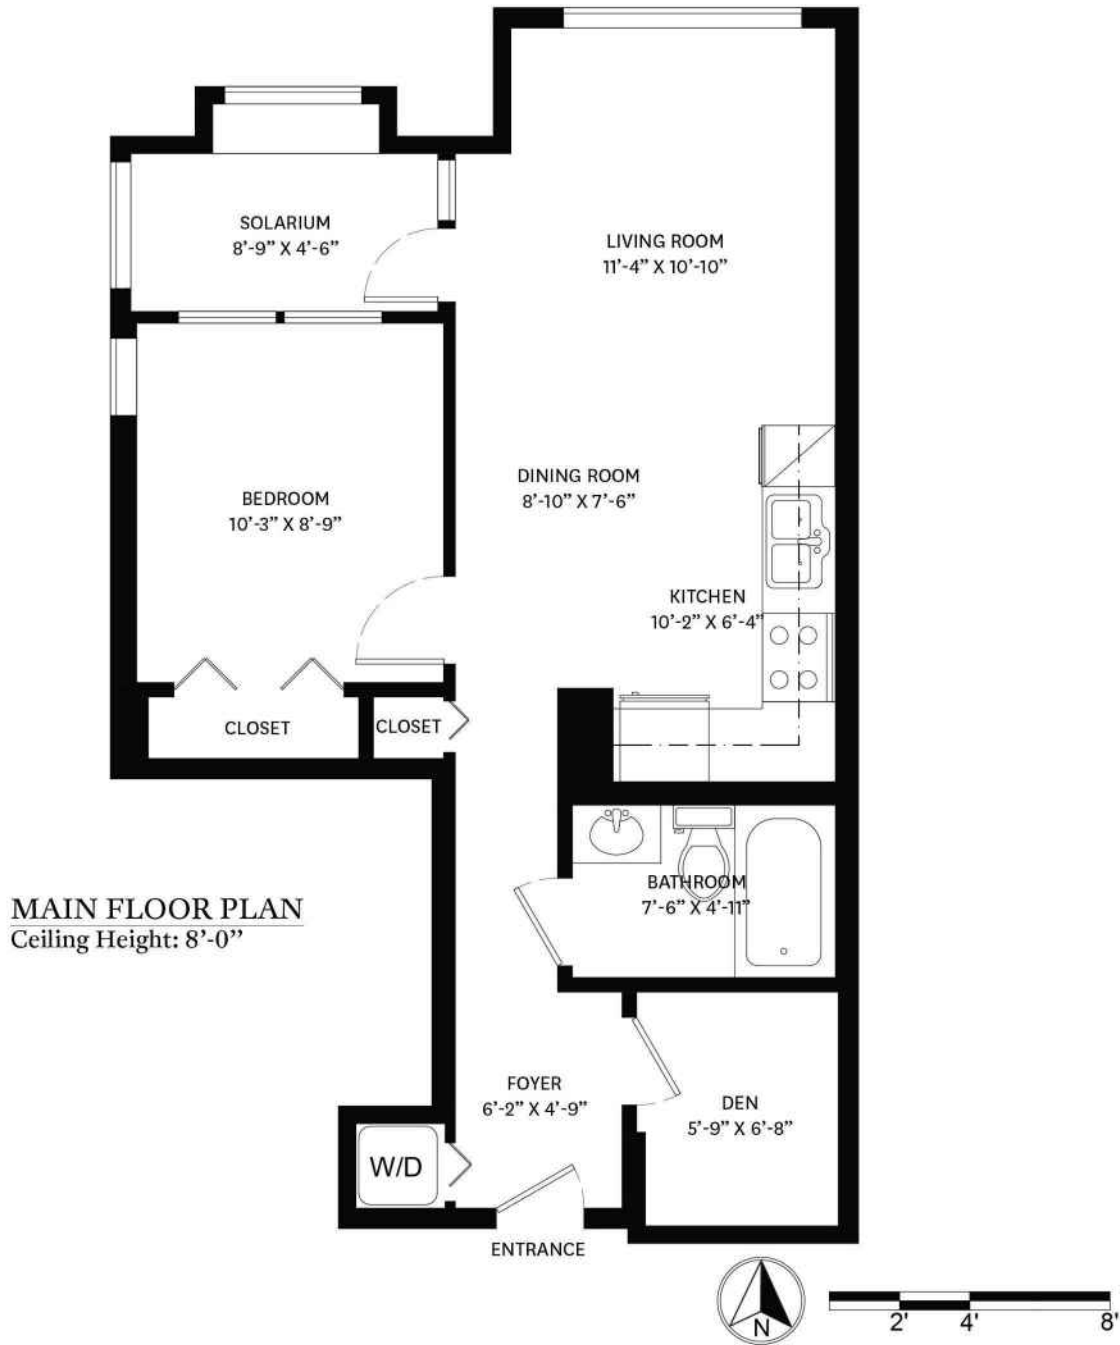 SOLARIUM
8’-9” X 4’-6”
LIVING ROOM
11’-4” X 10’-10”
DINING ROOM
8’-10” X 7’-6”
BEDROOM
10’-3” X 8’-9”
KITCHEN
10’-2” X 6’-4”
CLOSET
CLOSET
BATHROOM
7’-6” X 4’-11”
MAIN FLOOR PLAN
Ceiling Height: 8’-0”
FOYER
6’-2” X 4’-9”
DEN
5’-9” X 6’-8”
W/D
ENTRANCE
N
2' 4' 8'